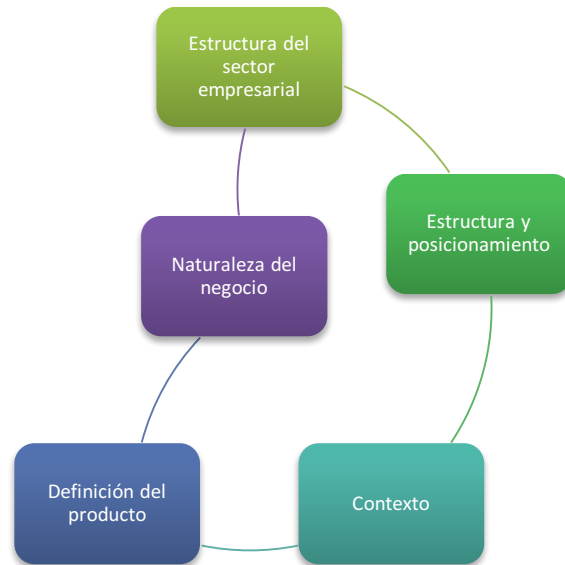 Estructura del
sector
empresarial
Estructura y
posicionamiento
Naturaleza del
negocio
Definición del
producto
Contexto